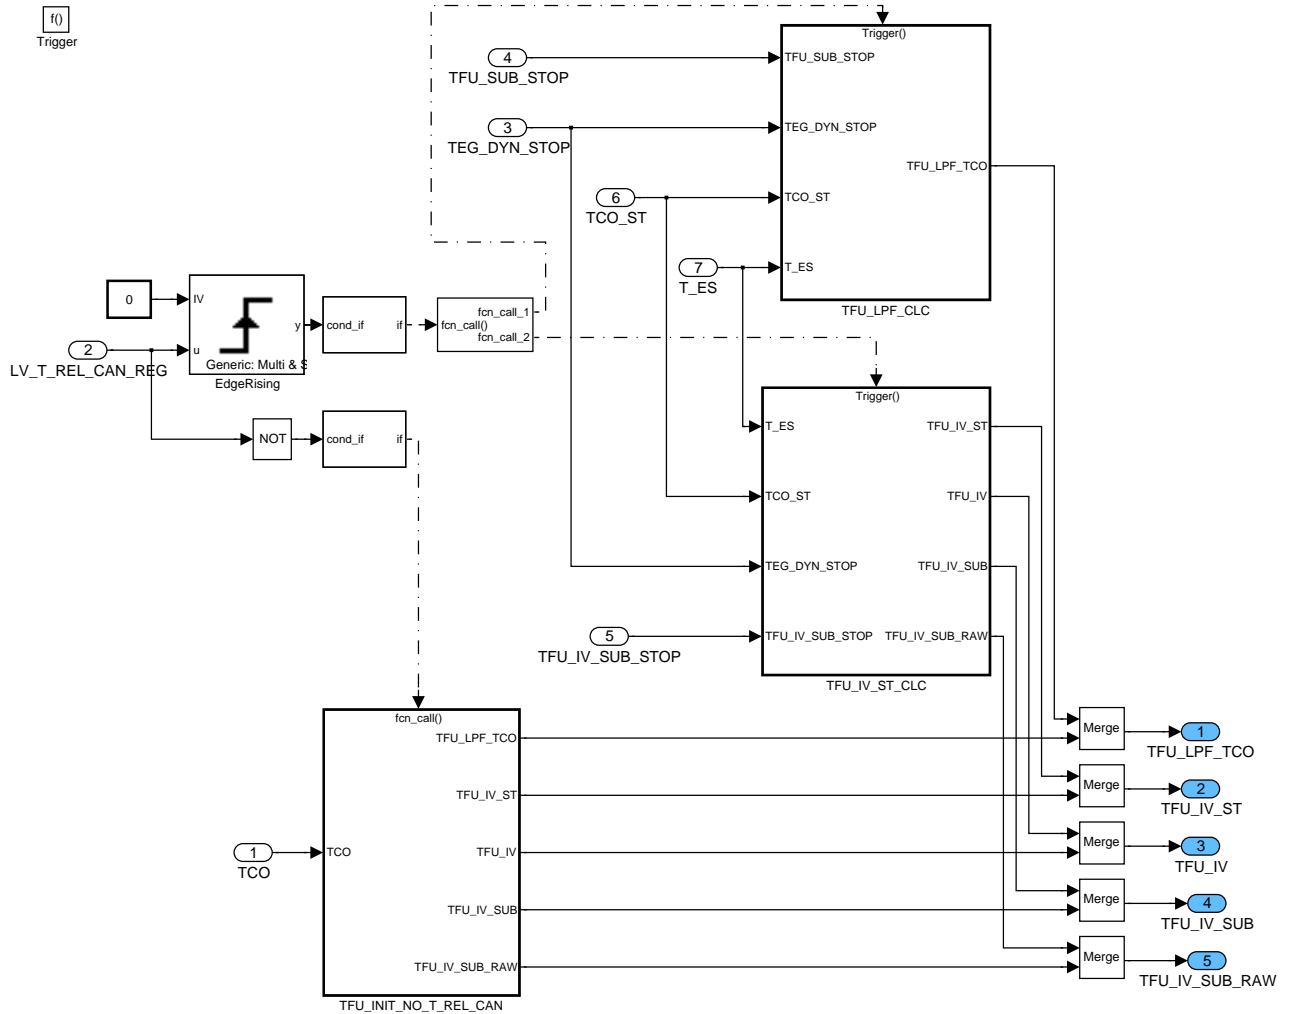 f()
Trigger
4
TFU_SUB_STOP
3
TEG_DYN_STOP
6
TCO_ST
7
T_ES
Trigger()
TFU_SUB_STOP
TEG_DYN_STOP
TCO_ST
T_ES
TFU_LPF_TCO
TFU_LPF_CLC
0
2
LV_T_REL_CAN_REG
IV
u
y
Generic: Multi & S
EdgeRising
cond_if
if
fcn_call()
fcn_call_1
fcn_call_2
NOT
cond_if
if
Trigger()
T_ES
TCO_ST
TEG_DYN_STOP
TFU_IV_SUB_STOP
TFU_IV_ST
TFU_IV
TFU_IV_SUB
TFU_IV_SUB_RAW
TFU_IV_ST_CLC
5
TFU_IV_SUB_STOP
1
TCO
fcn_call()
TCO
TFU_LPF_TCO
TFU_IV_ST
TFU_IV
TFU_IV_SUB
TFU_IV_SUB_RAW
TFU_INIT_NO_T_REL_CAN
Merge
1
TFU_LPF_TCO
Merge
2
TFU_IV_ST
Merge
3
TFU_IV
Merge
4
TFU_IV_SUB
Merge
5
TFU_IV_SUB_RAW